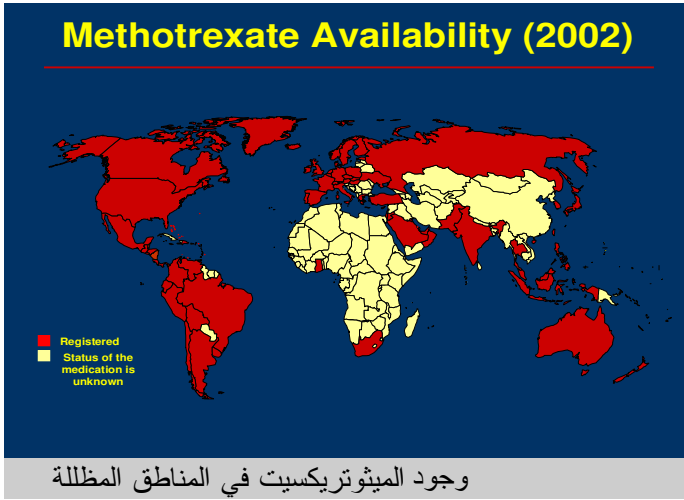 Methotrexate Availability (2002)
Registered
Status of the
medication is
unknown
وجود الميثوتريكسيت في المناطق المظللة